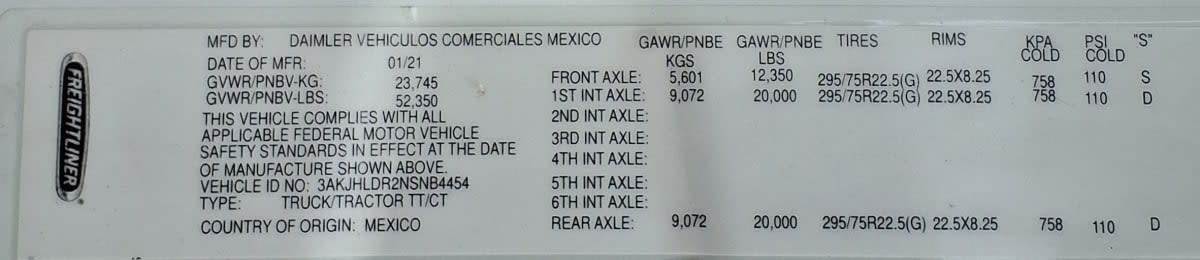 FREIGHTLINER
MFD BY: DAIMLER VEHICULOS COMERCIALES MEXICO
DATE OF MFR: 01/21
GVWR/PNBV-KG: 23,745
GVWR/PNBV-LBS: 52,350
THIS VEHICLE COMPLIES WITH ALL
APPLICABLE FEDERAL MOTOR VEHICLE
SAFETY STANDARDS IN EFFECT AT THE DATE
OF MANUFACTURE SHOWN ABOVE.
VEHICLE ID NO: 3AKJHLDR2NSNB4454
TYPE: TRUCK/TRACTOR TT/CT
COUNTRY OF ORIGIN: MEXICO
GAWR/PNBE GAWR/PNBE TIRES RIMS KPA PSI "S"
KGS LBS COLD COLD
FRONT AXLE: 5,601 12,350 295/75R22.5(G) 22.5X8.25 758 110 S
1ST INT AXLE: 9,072 20,000 295/75R22.5(G) 22.5X8.25 758 110 D
2ND INT AXLE:
3RD INT AXLE:
4TH INT AXLE:
5TH INT AXLE:
6TH INT AXLE:
REAR AXLE: 9,072 20,000 295/75R22.5(G) 22.5X8.25 758 110 D